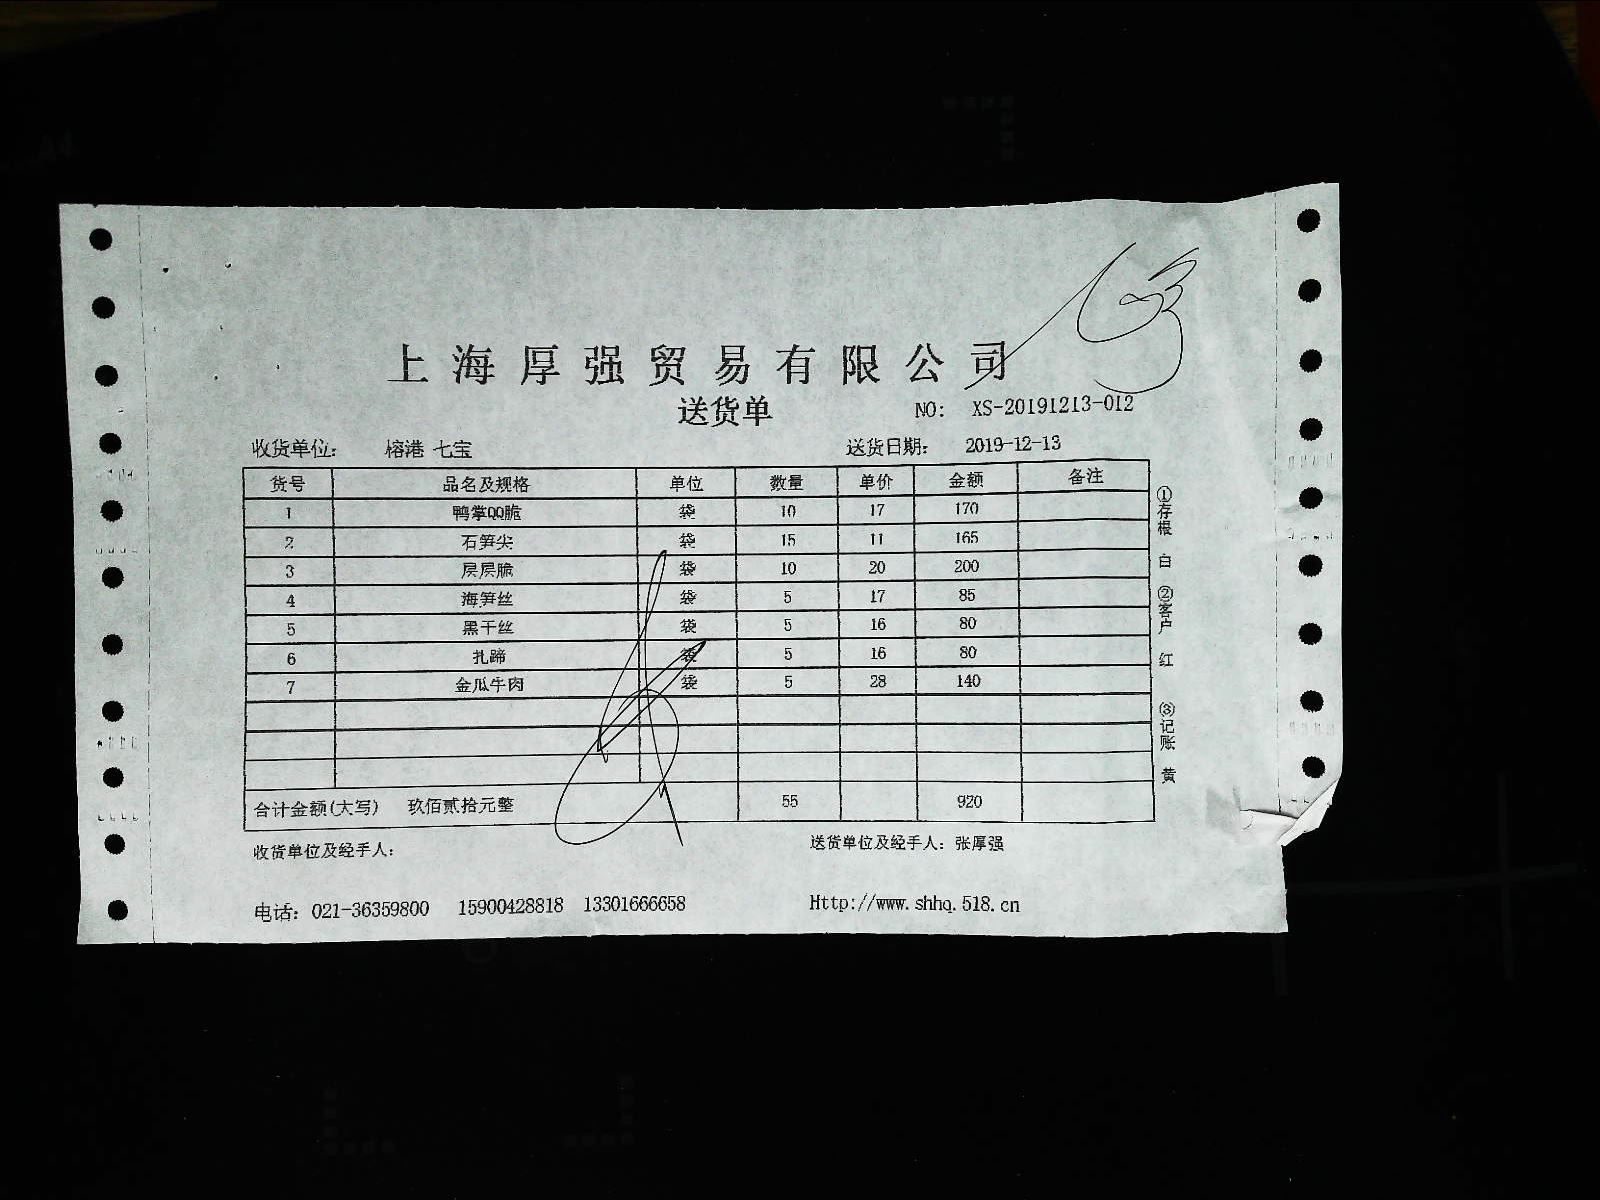 上海厚强贸易有限公司
送货单
NO: XS-20191213-012
收货单位: 榕港 七宝 送货日期: 2019-12-13
货号 品名及规格 单位 数量 单价 金额 备注
1 鸭掌QQ脆 袋 10 17 170
2 石笋尖 袋 15 11 165
3 层层脆 袋 10 20 200
4 海笋丝 袋 5 17 85
5 黑干丝 袋 5 16 80
6 扎蹄 袋 5 16 80
7 金瓜牛肉 袋 5 28 140
合计金额(大写) 玖佰贰拾元整 55 920
收货单位及经手人: 送货单位及经手人: 张厚强
电话: 021-36359800 15900428818 13301666658 Http://www.shhq.518.cn
①存根 白 ②客户 红 ③记账 黄